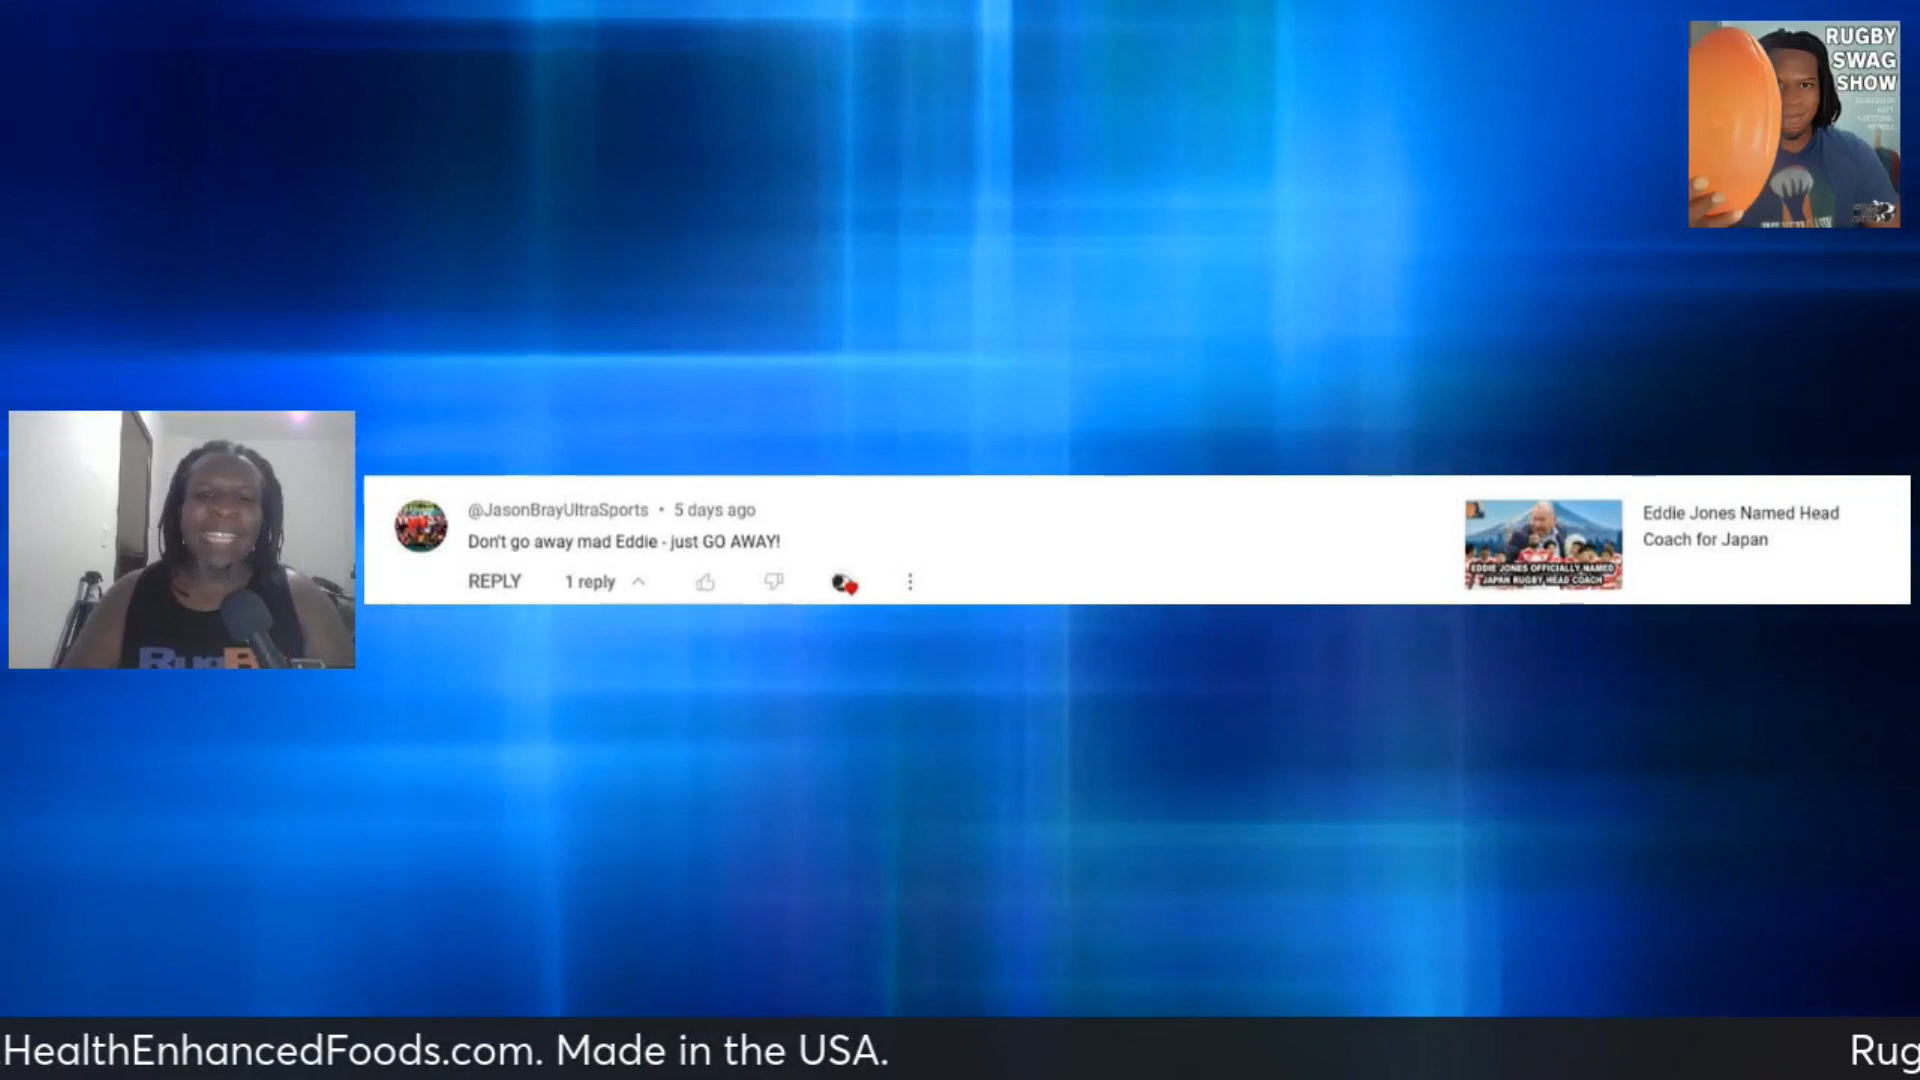 RUGBY
SWAG
SHOW
@JasonBrayUltraSports • 5 days ago
Don't go away mad Eddie - just GO AWAY!
REPLY 1 reply
EDDIE JONES OFFICIALLY NAMED
JAPAN RUGBY HEAD COACH
Eddie Jones Named Head
Coach for Japan
.HealthEnhancedFoods.com. Made in the USA.
Rug